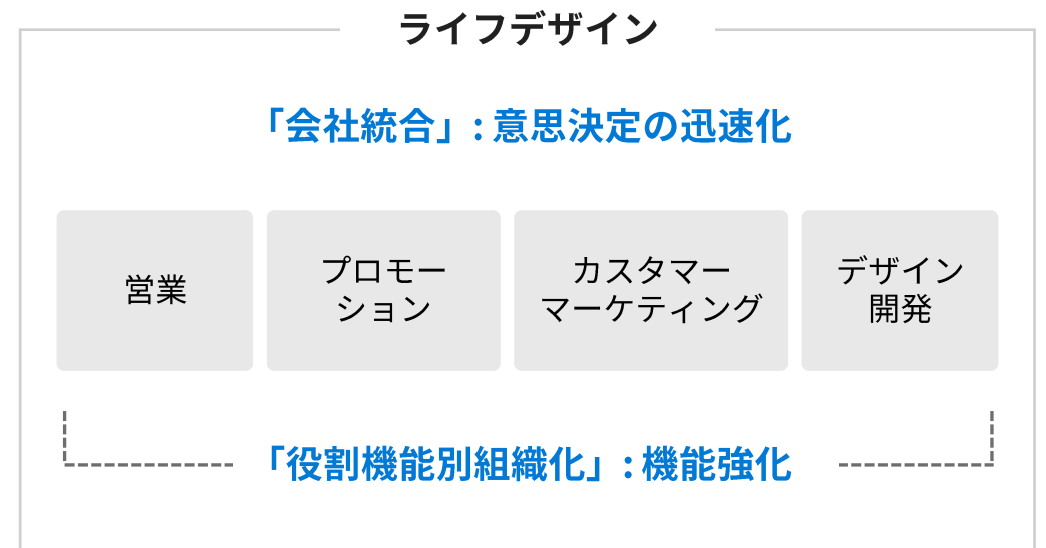 ライフデザイン
「会社統合」: 意思決定の迅速化
営業
プロモー
ション
カスタマー
マーケティング
デザイン
開発
「役割機能別組織化」: 機能強化